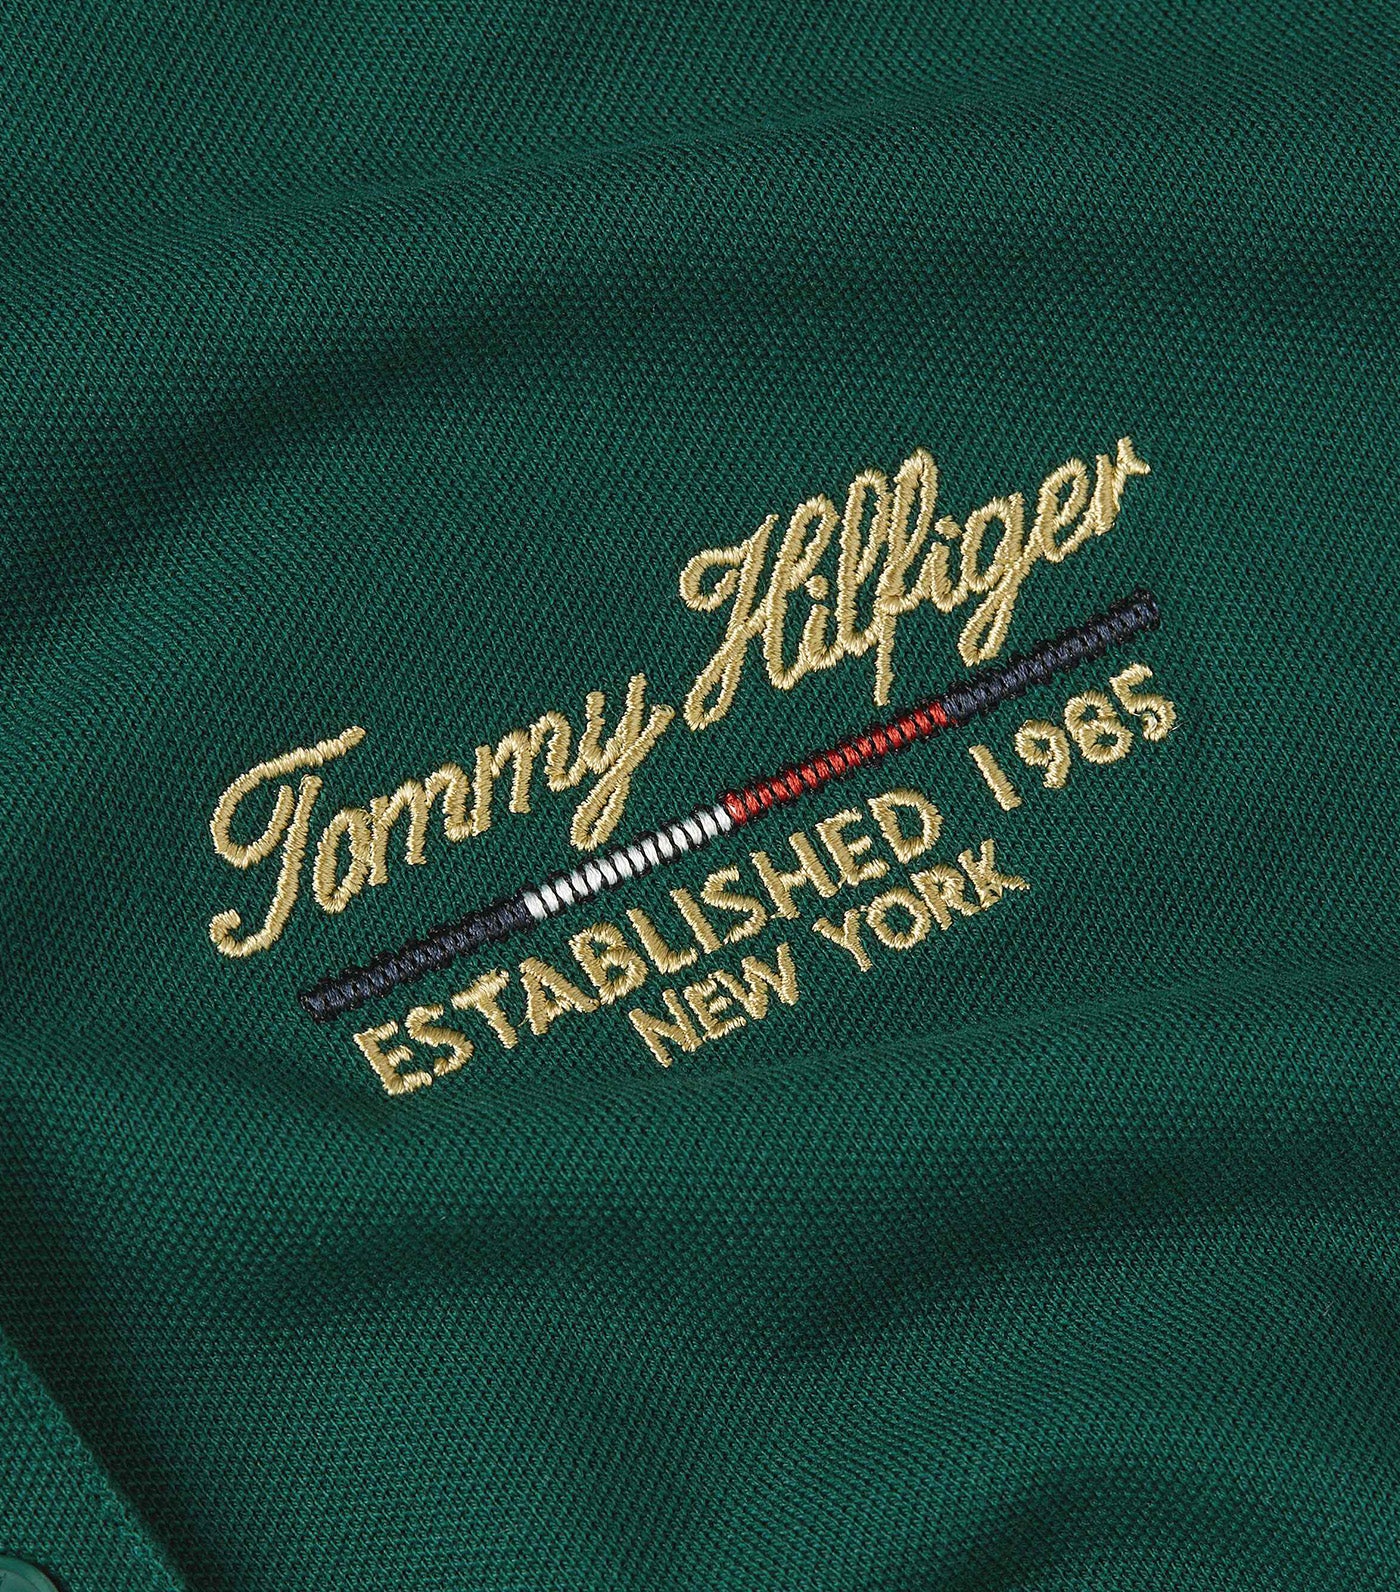 Tommy Hilfiger
ESTABLISHED 1985
NEW YORK